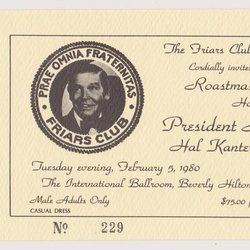 PRAE OMNIA FRATERNITAS
FRIARS CLUB
The Friars Club
Cordially invite
Roastmas
Ho
President
Hal Kante
Tuesday evening, February 5, 1980
The International Ballroom, Beverly Hilton
Male Adults Only
$75.00
CASUAL DRESS
No 229